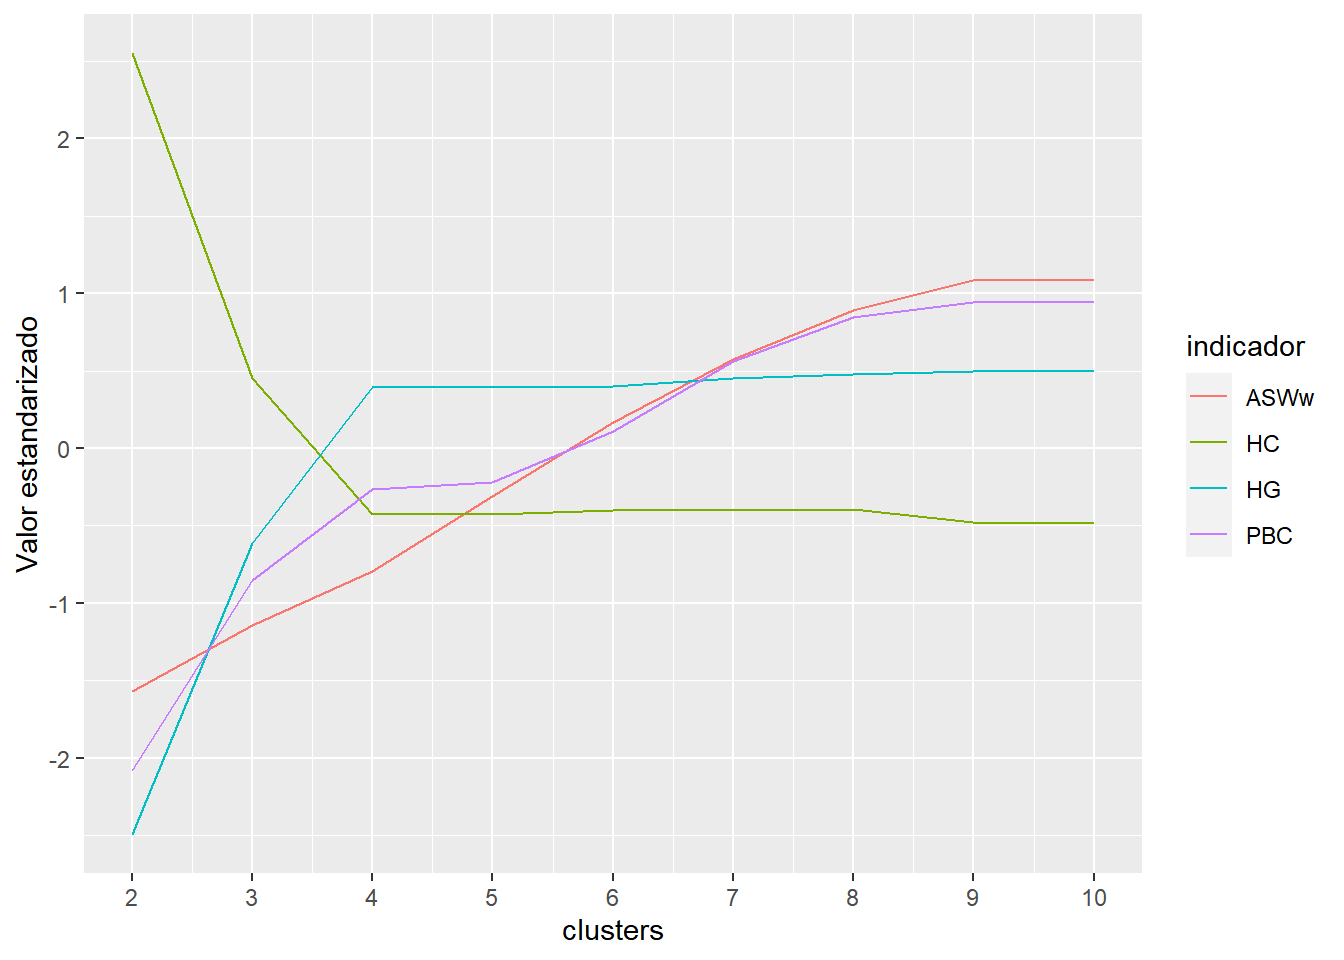 2
1
0
-1
-2
Valor estandarizado
2 3 4 5 6 7 8 9 10
clusters
indicador
ASWw
HC
HG
PBC